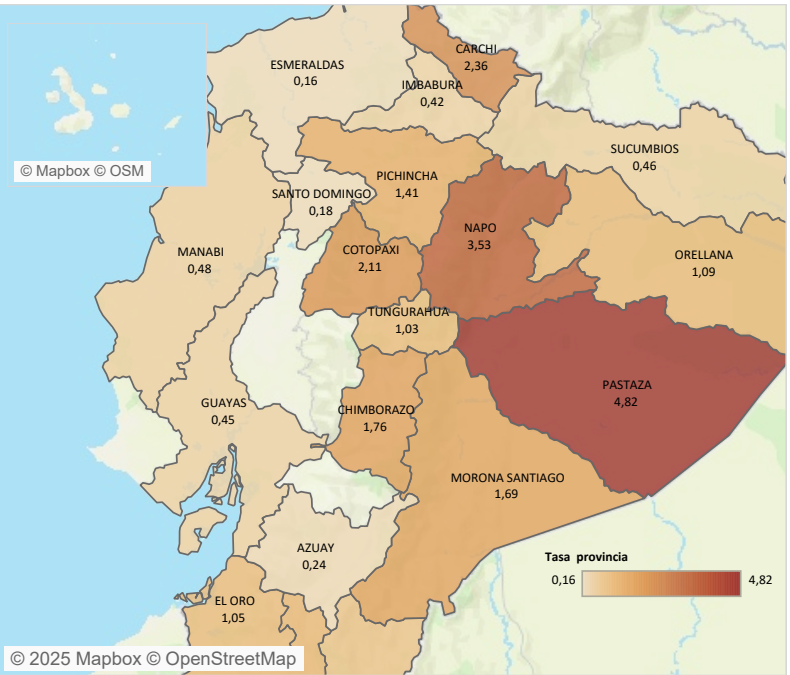 CARCHI
2,36
ESMERALDAS
0,16
IMBABURA
0,42
SUCUMBIOS
0,46
© Mapbox © OSM
PICHINCHA
1,41
SANTO DOMINGO
0,18
NAPO
3,53
MANABI
0,48
COTOPAXI
2,11
ORELLANA
1,09
TUNGURAHUA
1,03
PASTAZA
4,82
GUAYAS
0,45
CHIMBORAZO
1,76
MORONA SANTIAGO
1,69
AZUAY
0,24
Tasa provincia
0,16 4,82
EL ORO
1,05
© 2025 Mapbox © OpenStreetMap